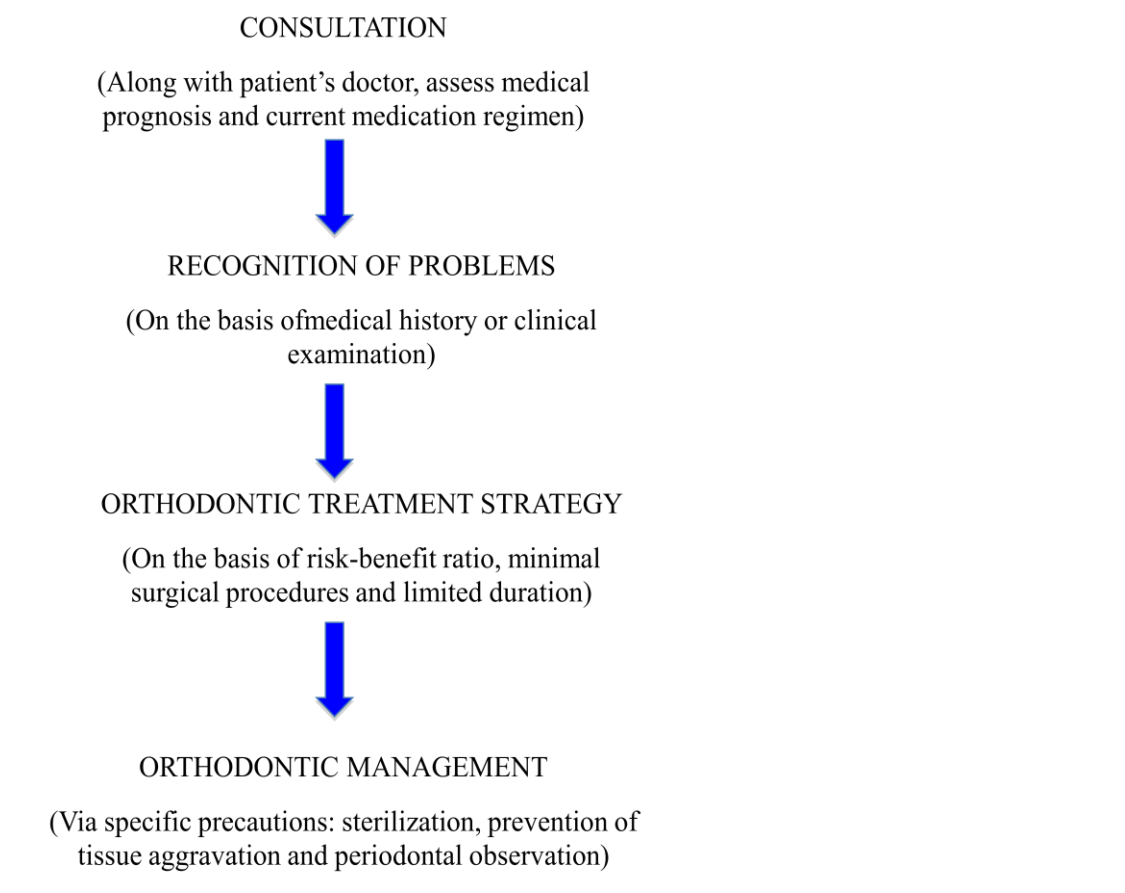 CONSULTATION
(Along with patient’s doctor, assess medical
prognosis and current medication regimen)
RECOGNITION OF PROBLEMS
(On the basis ofmedical history or clinical
examination)
ORTHODONTIC TREATMENT STRATEGY
(On the basis of risk-benefit ratio, minimal
surgical procedures and limited duration)
ORTHODONTIC MANAGEMENT
(Via specific precautions: sterilization, prevention of
tissue aggravation and periodontal observation)